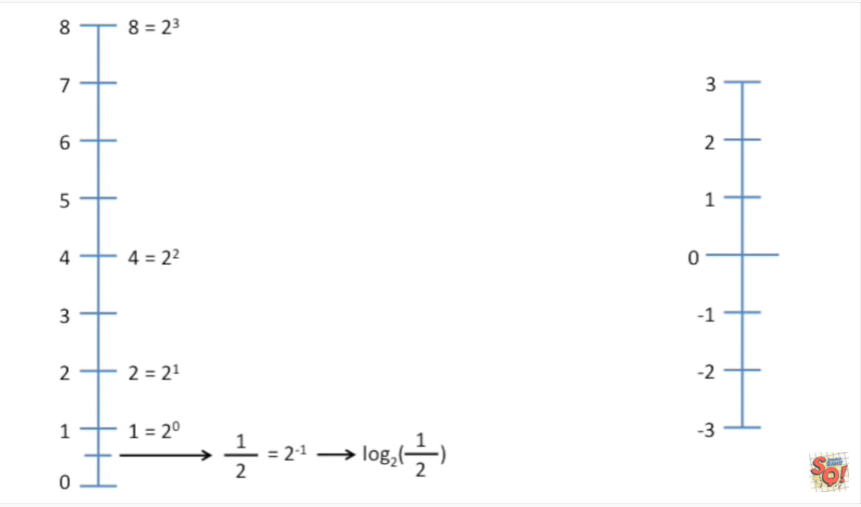 8 8 = 2³
7
6
5
4 4 = 2²
3
2 2 = 2¹
1 1 = 2⁰
1/2 = 2⁻¹ → log₂(1/2)
0
3
2
1
0
-1
-2
-3
SO!